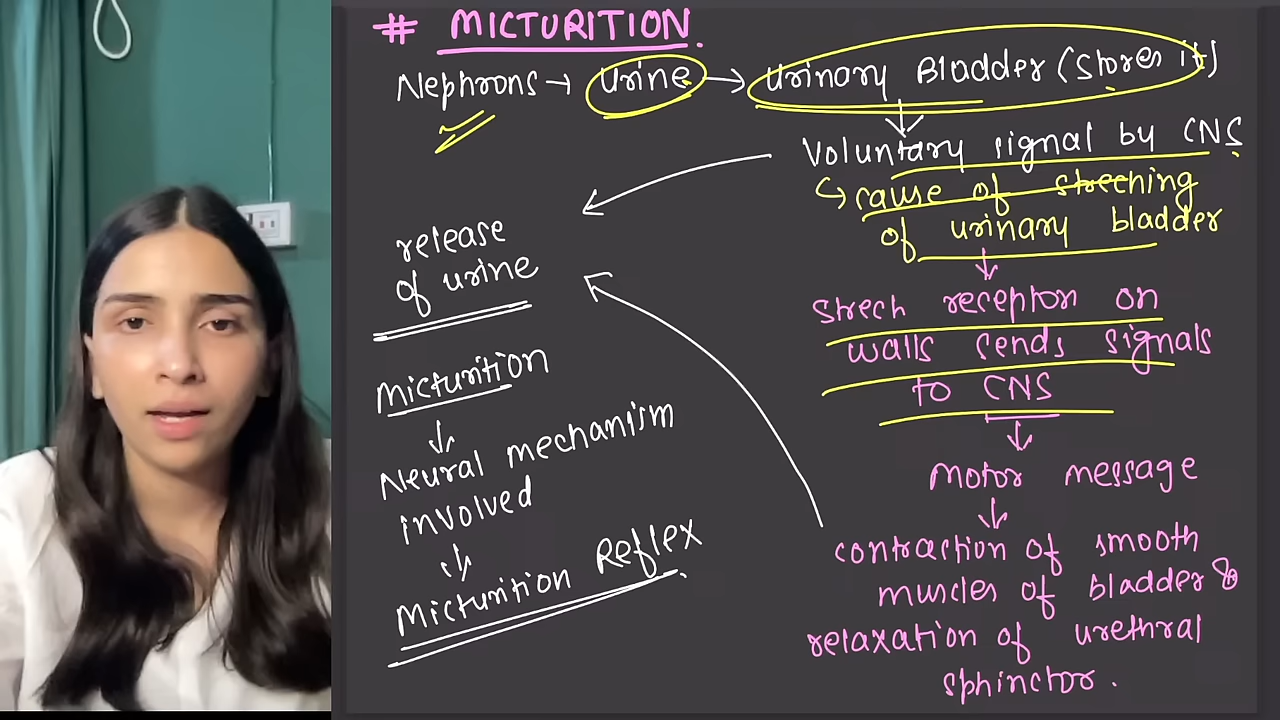 # MICTURITION.
Nephrons → Urine → Urinary Bladder (stores it)
Voluntary signal by CNS
↳ cause of streching
of urinary bladder
↓
Strech receptor on
walls sends signals
to CNS
↓
Motor message
↓
contraction of smooth
muscles of bladder &
relaxation of urethral
sphinctor.
release
of urine
Micturition
↓
Neural mechanism
involved
↓
Micturition Reflex